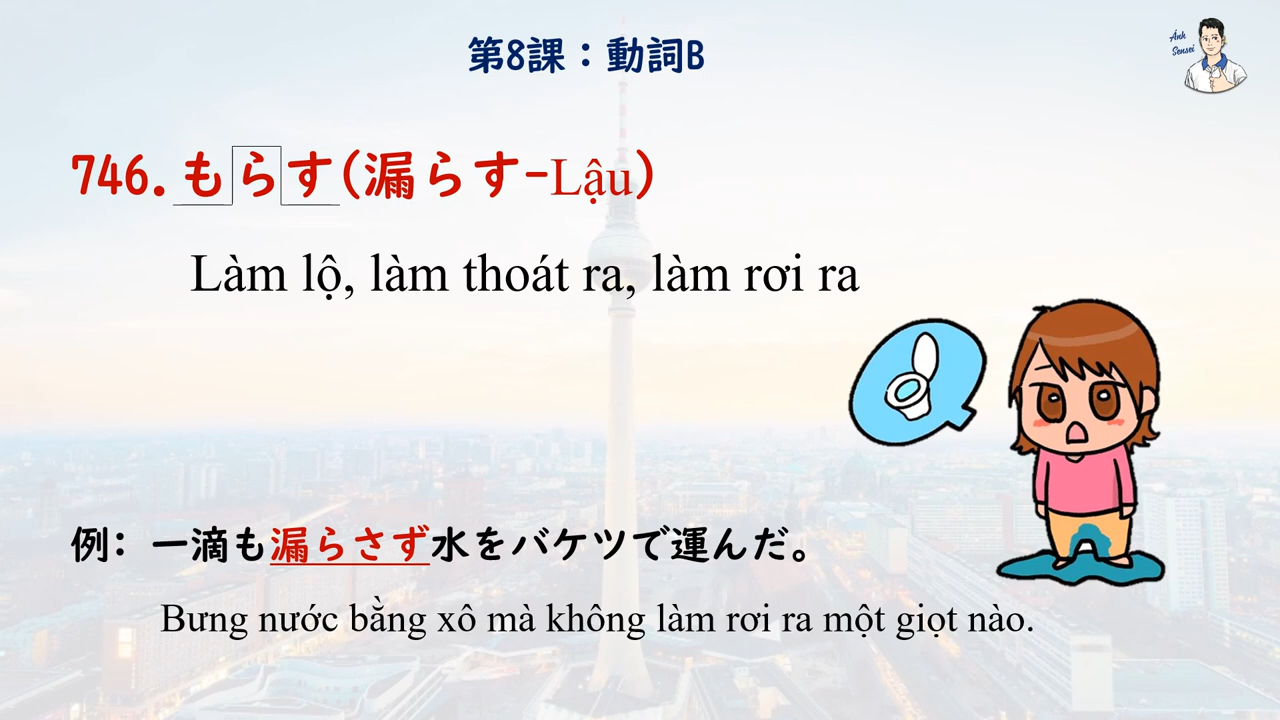 第8課：動詞B
Anh
Sensei
746.もらす(漏らす-Lậu)
Làm lộ, làm thoát ra, làm rơi ra
例：一滴も漏らさず水をバケツで運んだ。
Bưng nước bằng xô mà không làm rơi ra một giọt nào.